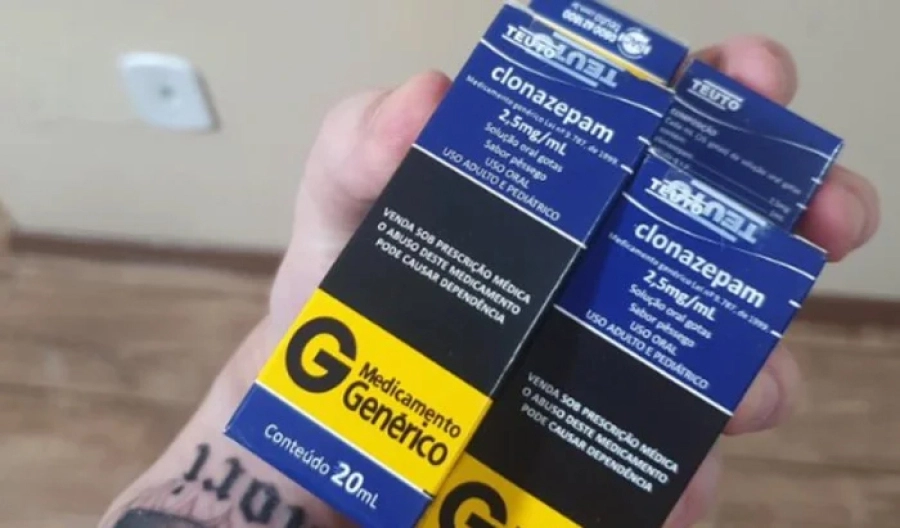 TEUTO
clonazepam
Medicamento genérico Lei nº 9.787, de 1999
2,5mg/mL
Solução oral gotas
Sabor pêssego
USO ORAL
USO ADULTO E PEDIÁTRICO
VENDA SOB PRESCRIÇÃO MÉDICA
O ABUSO DESTE MEDICAMENTO
PODE CAUSAR DEPENDÊNCIA
G
Medicamento
Genérico
Conteúdo 20mL
TEUTO
TEUTO
clonazepam
Medicamento genérico Lei nº 9.787, de 1999
2,5mg/mL
Solução oral gotas
Sabor pêssego
USO ORAL
USO ADULTO E PEDIÁTRICO
VENDA SOB PRESCRIÇÃO MÉDICA
O ABUSO DESTE MEDICAMENTO
PODE CAUSAR DEPENDÊNCIA
G